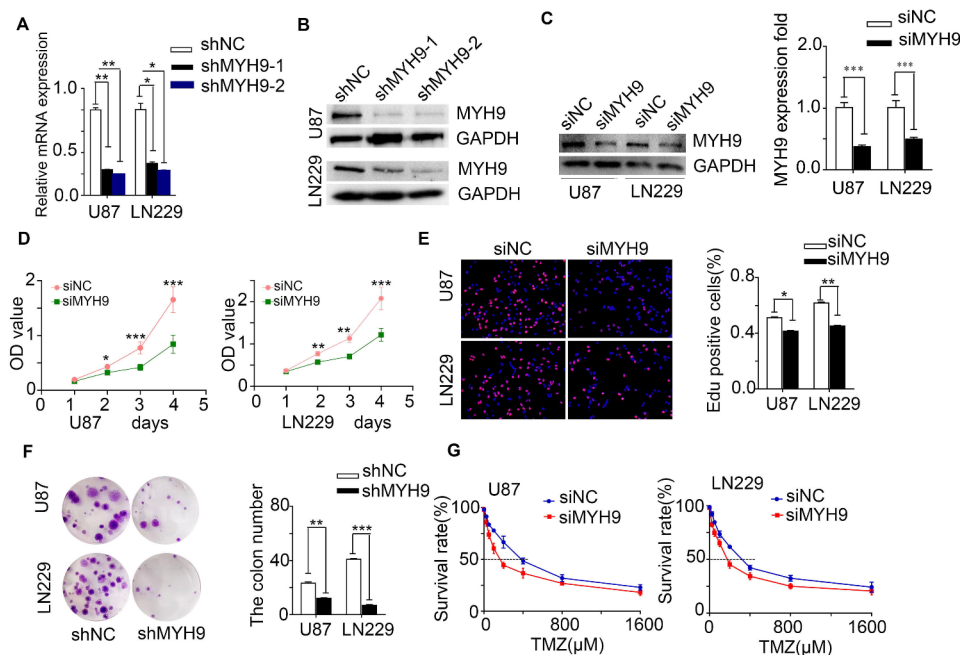 A
shNC
shMYH9-1
shMYH9-2
Relative mRNA expression
1.0
0.5
0.0
**
**
*
*
U87
LN229
B
shNC
shMYH9-1
shMYH9-2
U87
MYH9
GAPDH
LN229
MYH9
GAPDH
C
siNC
siMYH9
siNC
siMYH9
MYH9
GAPDH
U87
LN229
siNC
siMYH9
MYH9 expression fold
2.0
1.5
1.0
0.5
0.0
***
***
U87
LN229
D
OD value
2
1
0
siNC
siMYH9
*
***
***
0 1 2 3 4 5
U87 days
OD value
2
1
0
siNC
siMYH9
**
**
***
0 1 2 3 4 5
LN229 days
E
siNC
siMYH9
U87
LN229
siNC
siMYH9
Edu positive cells(%)
0.8
0.4
0.0
*
**
U87
LN229
F
U87
LN229
shNC
shMYH9
shNC
shMYH9
The colon number
80
40
0
**
***
U87
LN229
G
U87
siNC
siMYH9
Survival rate(%)
100
50
0
0 800 1600
TMZ(µM)
LN229
siNC
siMYH9
Survival rate(%)
100
50
0
0 800 1600
TMZ(µM)